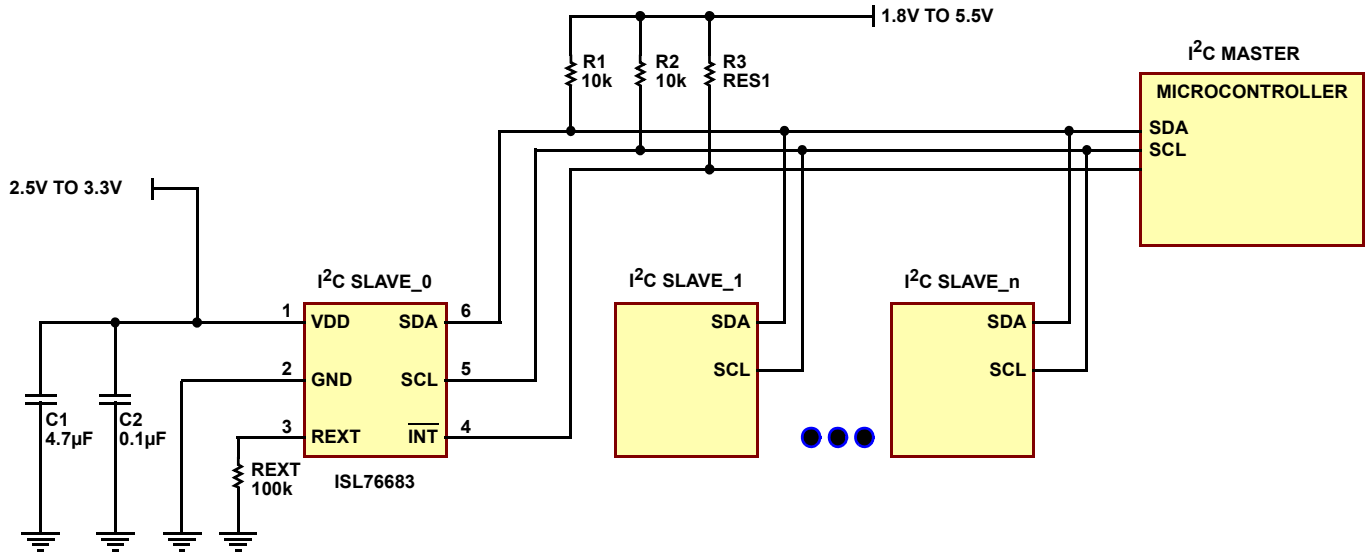 1.8V TO 5.5V
R1
10k
R2
10k
R3
RES1
I²C MASTER
MICROCONTROLLER
SDA
SCL
2.5V TO 3.3V
I²C SLAVE_0
1
VDD
SDA
6
2
GND
SCL
5
3
REXT
INT
4
ISL76683
C1
4.7µF
C2
0.1µF
REXT
100k
I²C SLAVE_1
SDA
SCL
I²C SLAVE_n
SDA
SCL